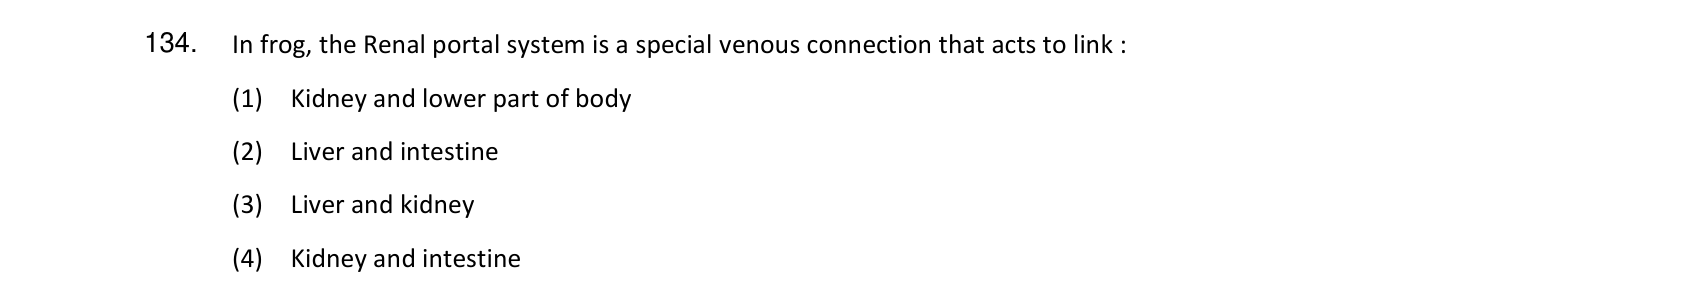 134. In frog, the Renal portal system is a special venous connection that acts to link :
(1) Kidney and lower part of body
(2) Liver and intestine
(3) Liver and kidney
(4) Kidney and intestine